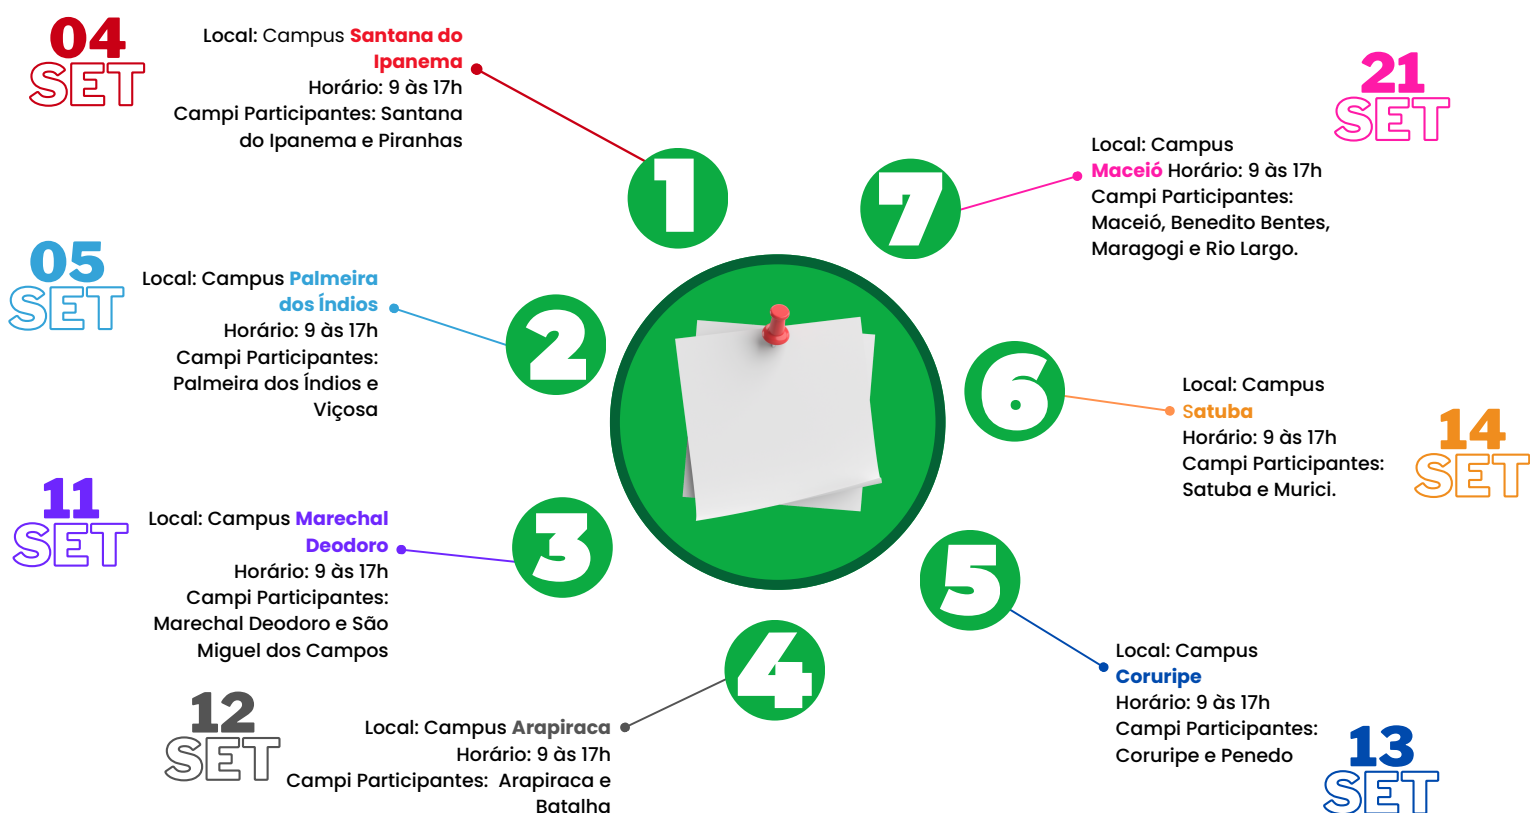 04
SET
Local: Campus Santana do
Ipanema
Horário: 9 às 17h
Campi Participantes: Santana
do Ipanema e Piranhas
1
05
SET
Local: Campus Palmeira
dos Índios
Horário: 9 às 17h
Campi Participantes:
Palmeira dos Índios e
Viçosa
2
11
SET
Local: Campus Marechal
Deodoro
Horário: 9 às 17h
Campi Participantes:
Marechal Deodoro e São
Miguel dos Campos
3
12
SET
Local: Campus Arapiraca
Horário: 9 às 17h
Campi Participantes: Arapiraca e
Batalha
4
5
Local: Campus
Coruripe
Horário: 9 às 17h
Campi Participantes:
Coruripe e Penedo
13
SET
6
Local: Campus
Satuba
Horário: 9 às 17h
Campi Participantes:
Satuba e Murici.
14
SET
7
Local: Campus
Maceió Horário: 9 às 17h
Campi Participantes:
Maceió, Benedito Bentes,
Maragogi e Rio Largo.
21
SET